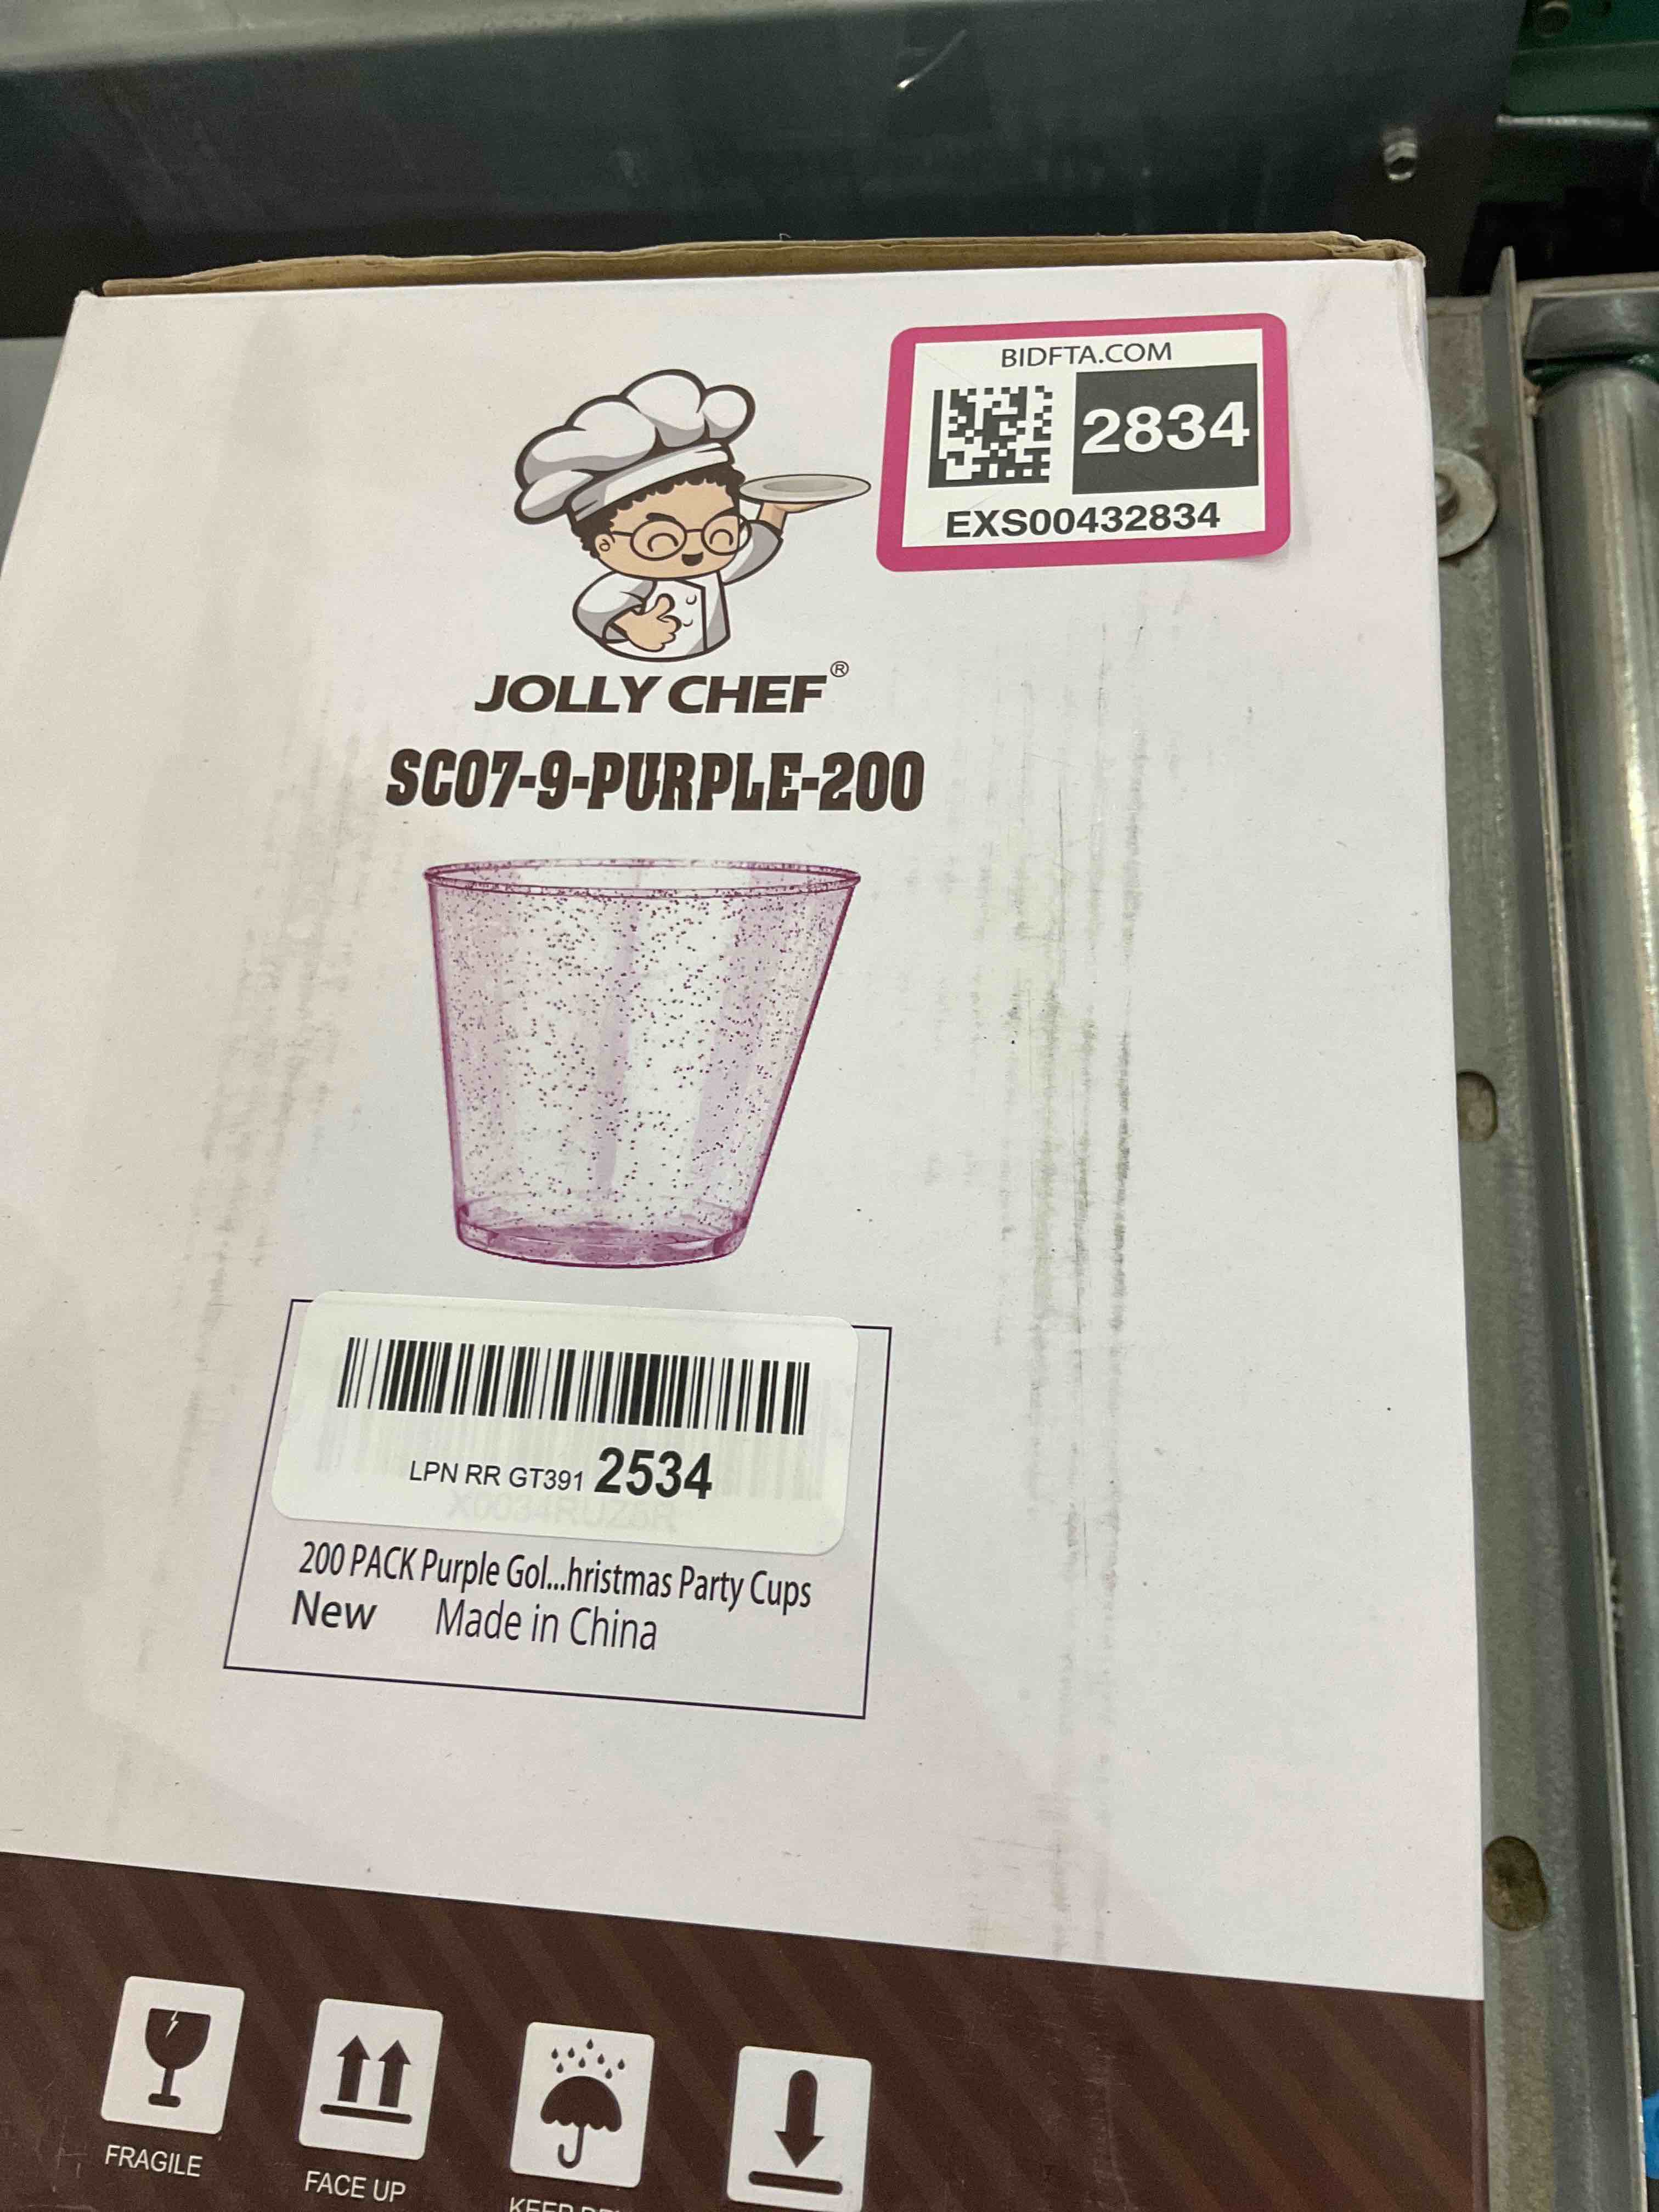 BIDFTA.COM
2834
EXS00432834
JOLLY CHEF®
SC07-9-PURPLE-200
LPN RR GT391 2534
200 PACK Purple Gol...hristmas Party Cups
New Made in China
FRAGILE
FACE UP
KEEP